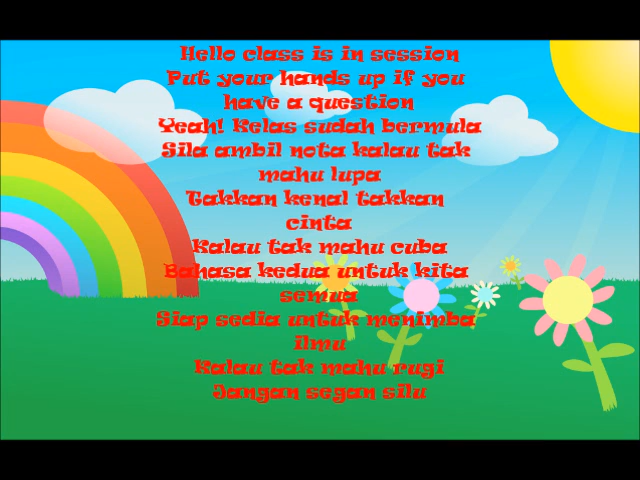 Hello class is in session
Put your hands up if you
have a question
Yeah! Kelas sudah bermula
Sila ambil nota kalau tak
mahu lupa
Takkan kenal takkan
cinta
Kalau tak mahu cuba
Bahasa kedua untuk kita
semua
Siap sedia untuk menimba
ilmu
Kalau tak mahu rugi
Jangan segan silu